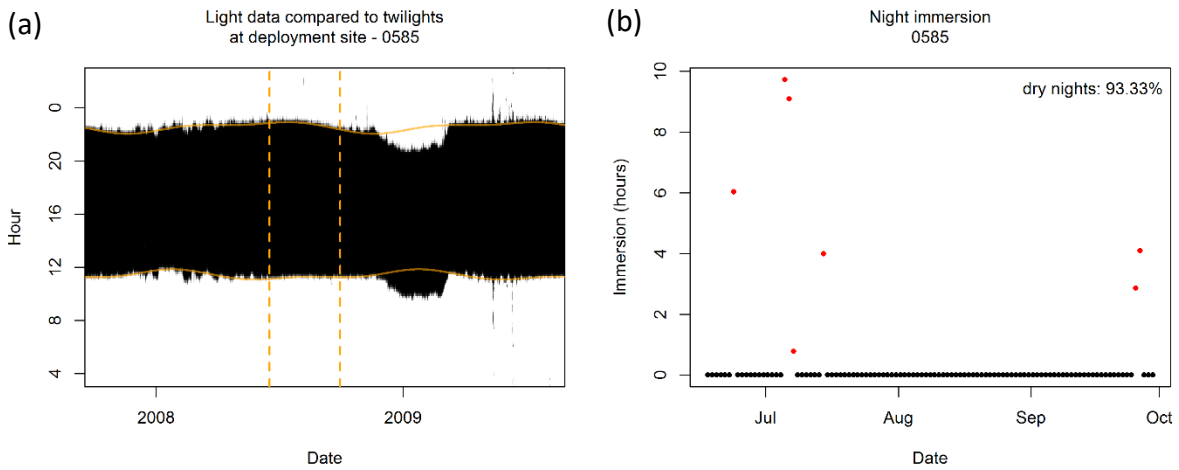 (a)
Light data compared to twilights
at deployment site - 0585
Hour
0
20
16
12
8
4
2008
2009
Date
(b)
Night immersion
0585
dry nights: 93.33%
Immersion (hours)
10
8
6
4
2
0
Jul
Aug
Sep
Oct
Date